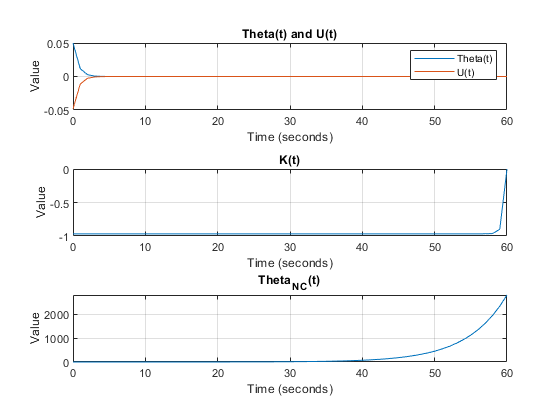 Theta(t) and U(t)
0.05
0
-0.05
Value
Theta(t)
U(t)
0 10 20 30 40 50 60
Time (seconds)
K(t)
0
-0.5
-1
Value
0 10 20 30 40 50 60
Time (seconds)
Theta_NC(t)
2000
1000
0
Value
0 10 20 30 40 50 60
Time (seconds)